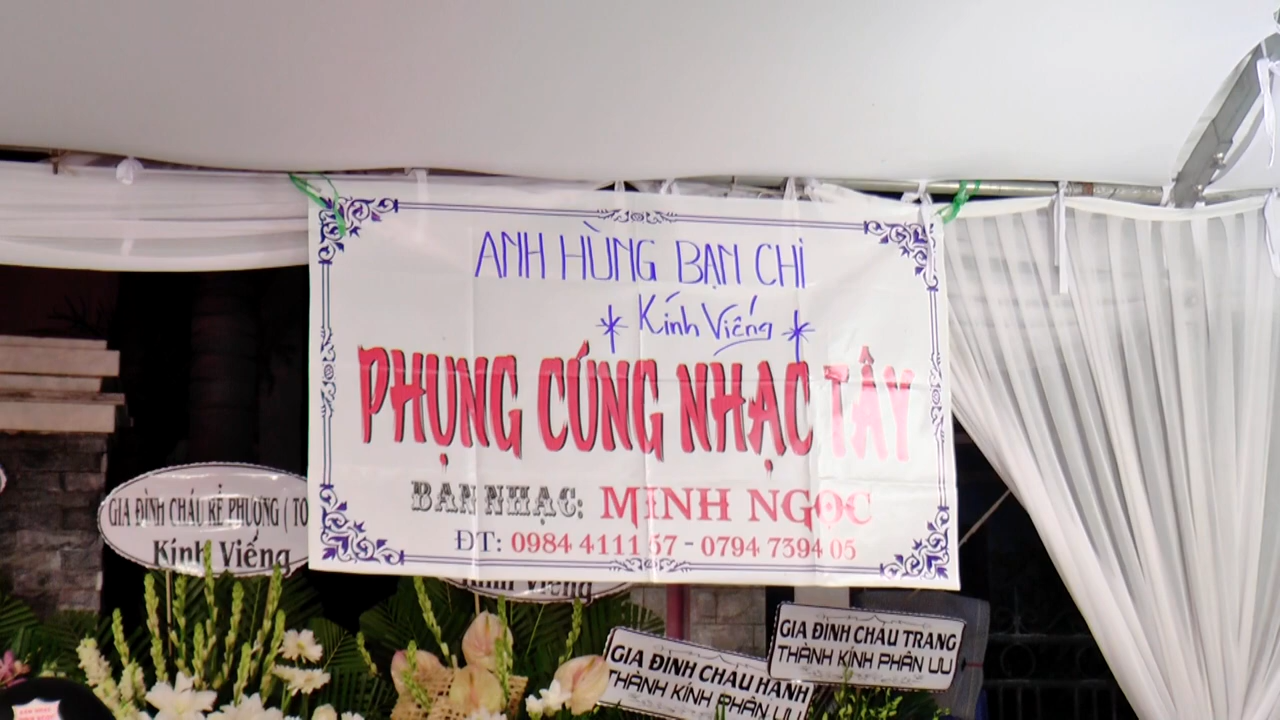 ANH HÙNG BẠN CHÍ
* Kính Viếng *
PHỤNG CÚNG NHẠC TÂY
BAN NHẠC: MINH NGỌC
ĐT: 0984 4111 57 - 0794 7394 05
GIA ĐÌNH CHÁU RỂ PHƯỢNG ( TO
Kính Viếng
Kính Viếng
GIA ĐÌNH CHÁU HẠNH
THÀNH KÍNH PHÂN ƯU
GIA ĐÌNH CHÁU TRANG
THÀNH KÍNH PHÂN ƯU